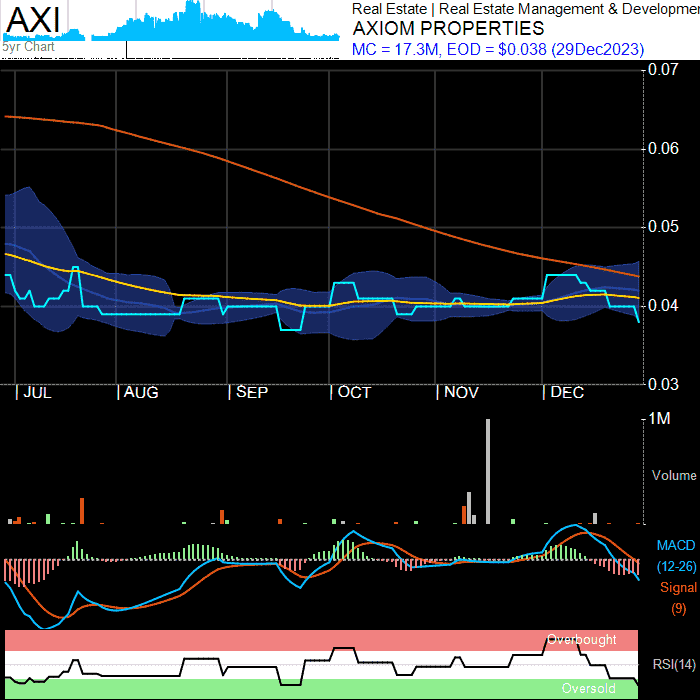 AXI
5yr Chart
Real Estate | Real Estate Management & Developmen
AXIOM PROPERTIES
MC = 17.3M, EOD = $0.038 (29Dec2023)
0.07
0.06
0.05
0.04
0.03
JUL
AUG
SEP
OCT
NOV
DEC
1M
Volume
MACD
(12-26)
Signal
(9)
Overbought
RSI(14)
Oversold